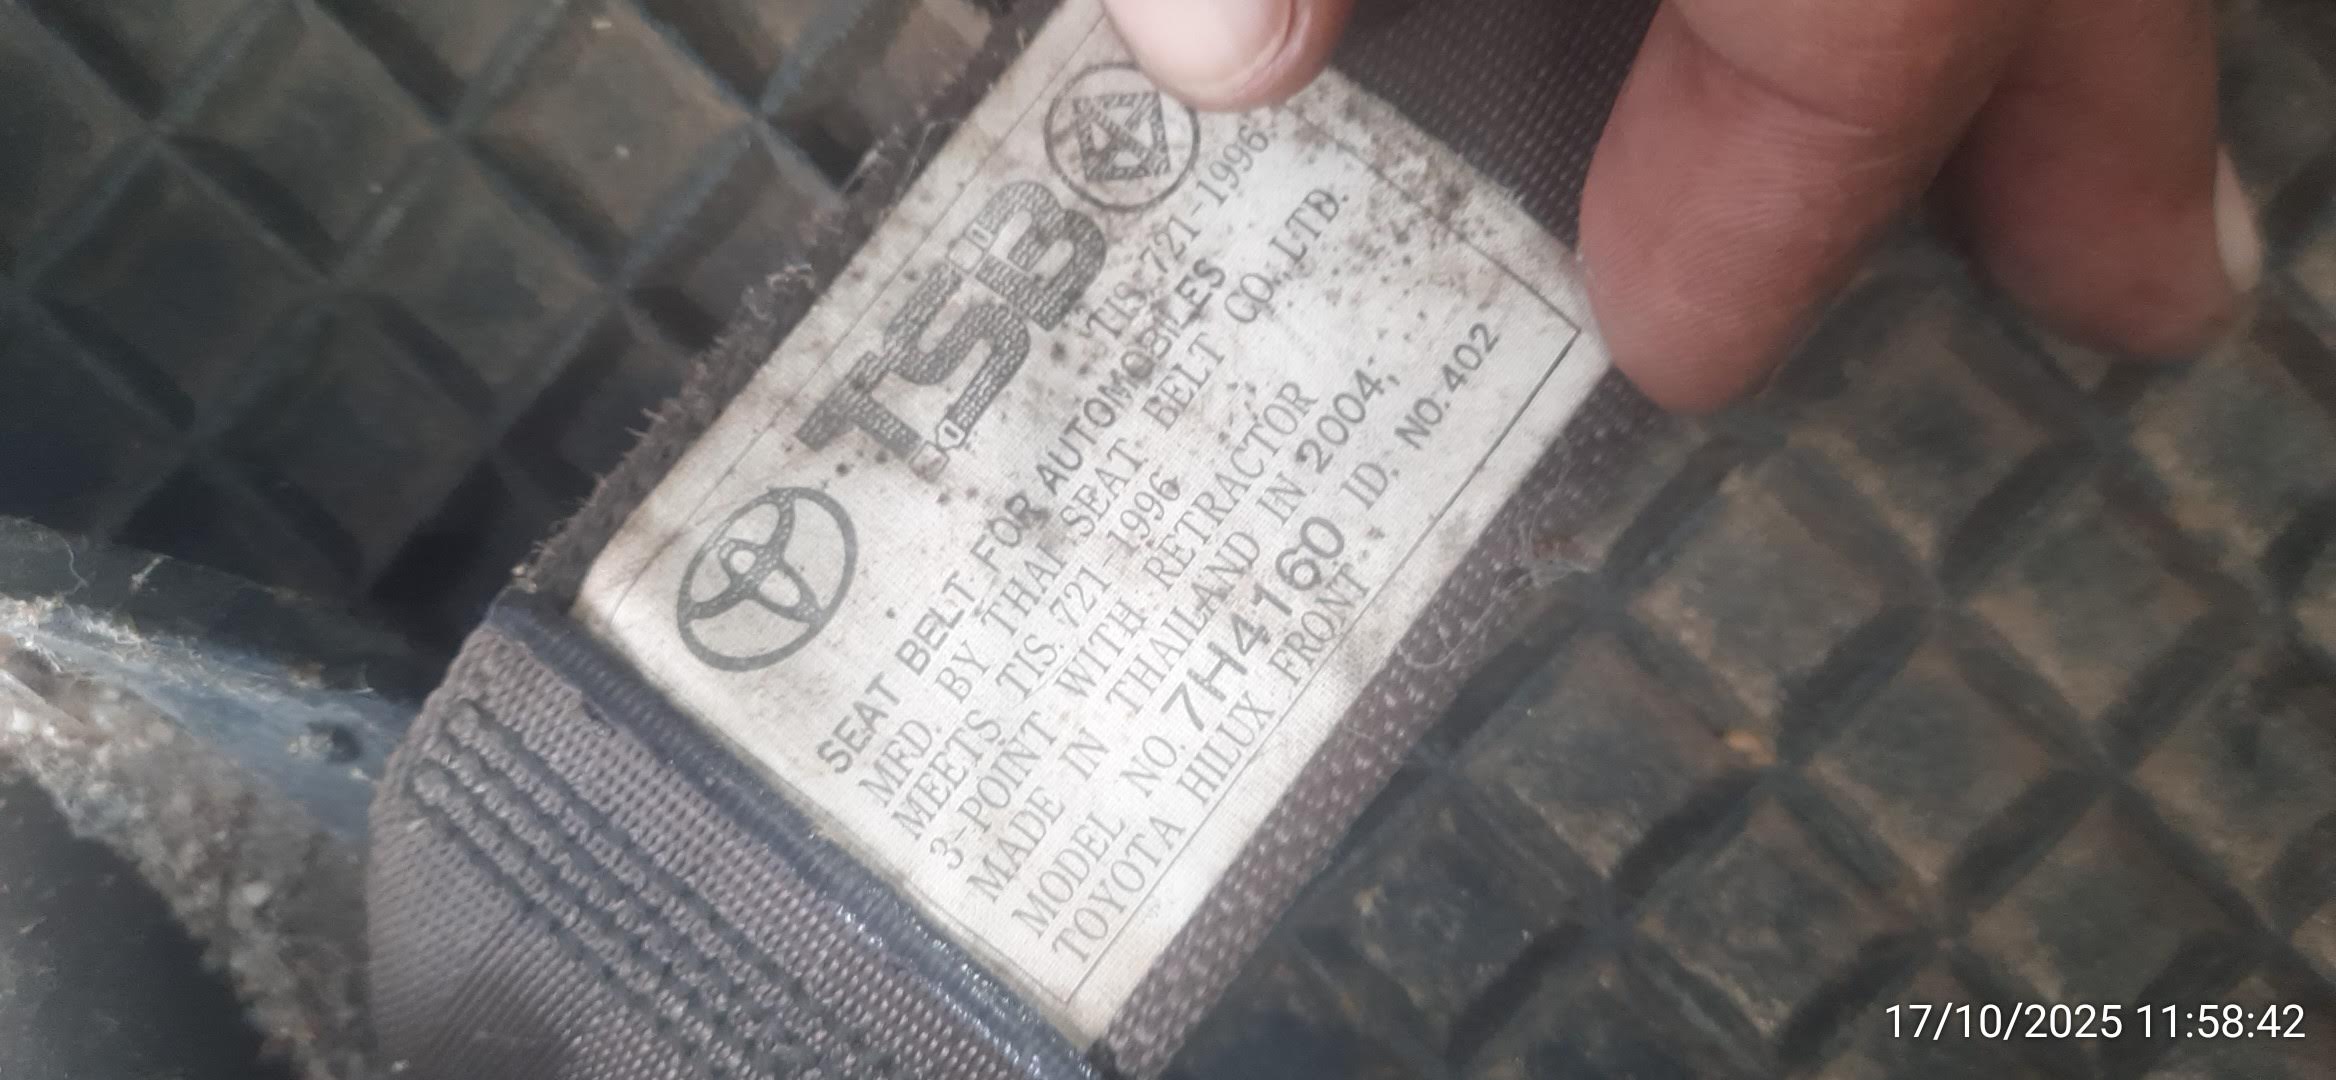 TSB
TIS. 721-1996
SEAT BELT FOR AUTOMOBILES
MFD. BY THAI SEAT BELT CO.,LTD.
MEETS TIS. 721 1996
3-POINT WITH RETRACTOR
MADE IN THAILAND IN 2004;
MODEL NO. 7H4160 ID. NO.402
TOYOTA HILUX FRONT
17/10/2025 11:58:42